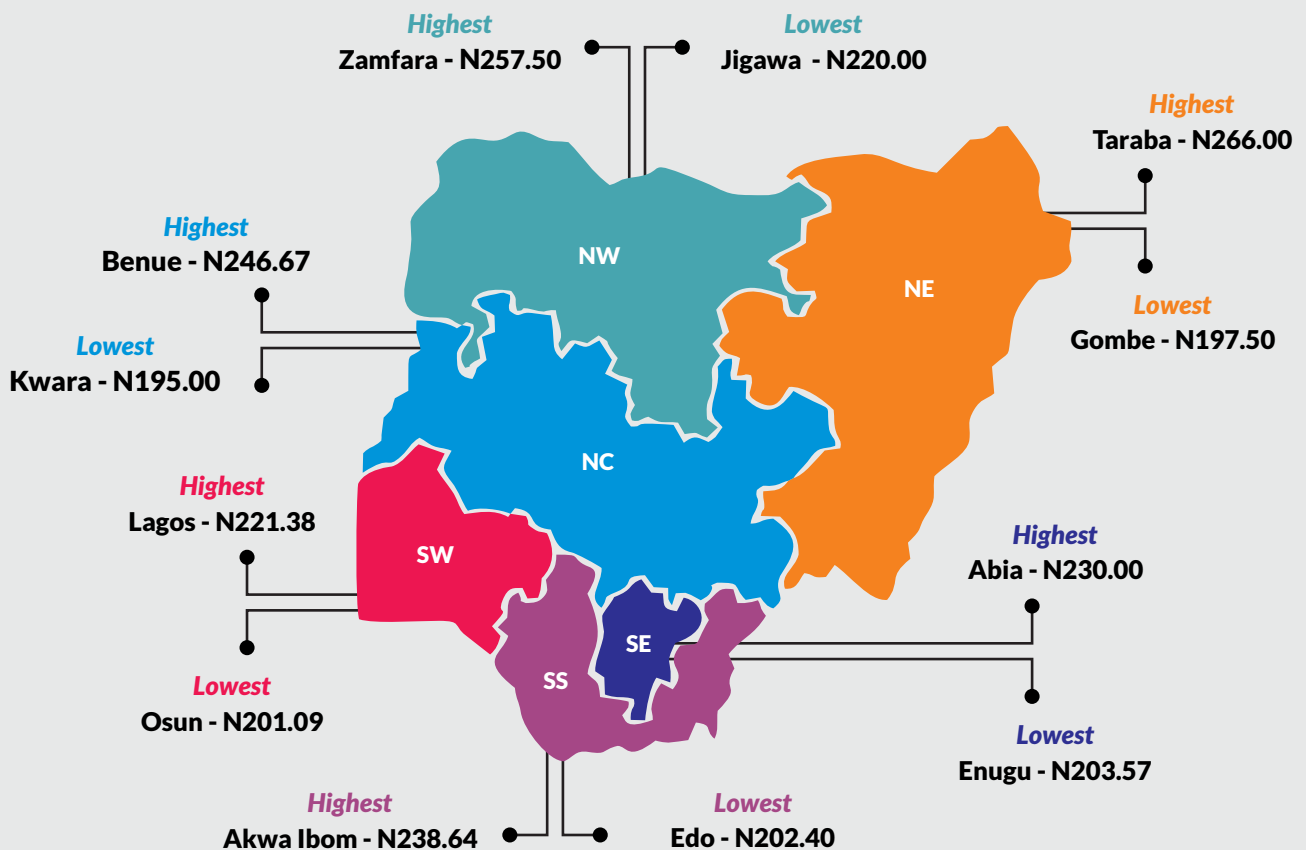 Highest
Zamfara - N257.50
Lowest
Jigawa - N220.00
Highest
Taraba - N266.00
Highest
Benue - N246.67
Lowest
Kwara - N195.00
Lowest
Gombe - N197.50
NW
NE
NC
SW
SE
SS
Highest
Lagos - N221.38
Lowest
Osun - N201.09
Highest
Abia - N230.00
Lowest
Enugu - N203.57
Highest
Akwa Ibom - N238.64
Lowest
Edo - N202.40